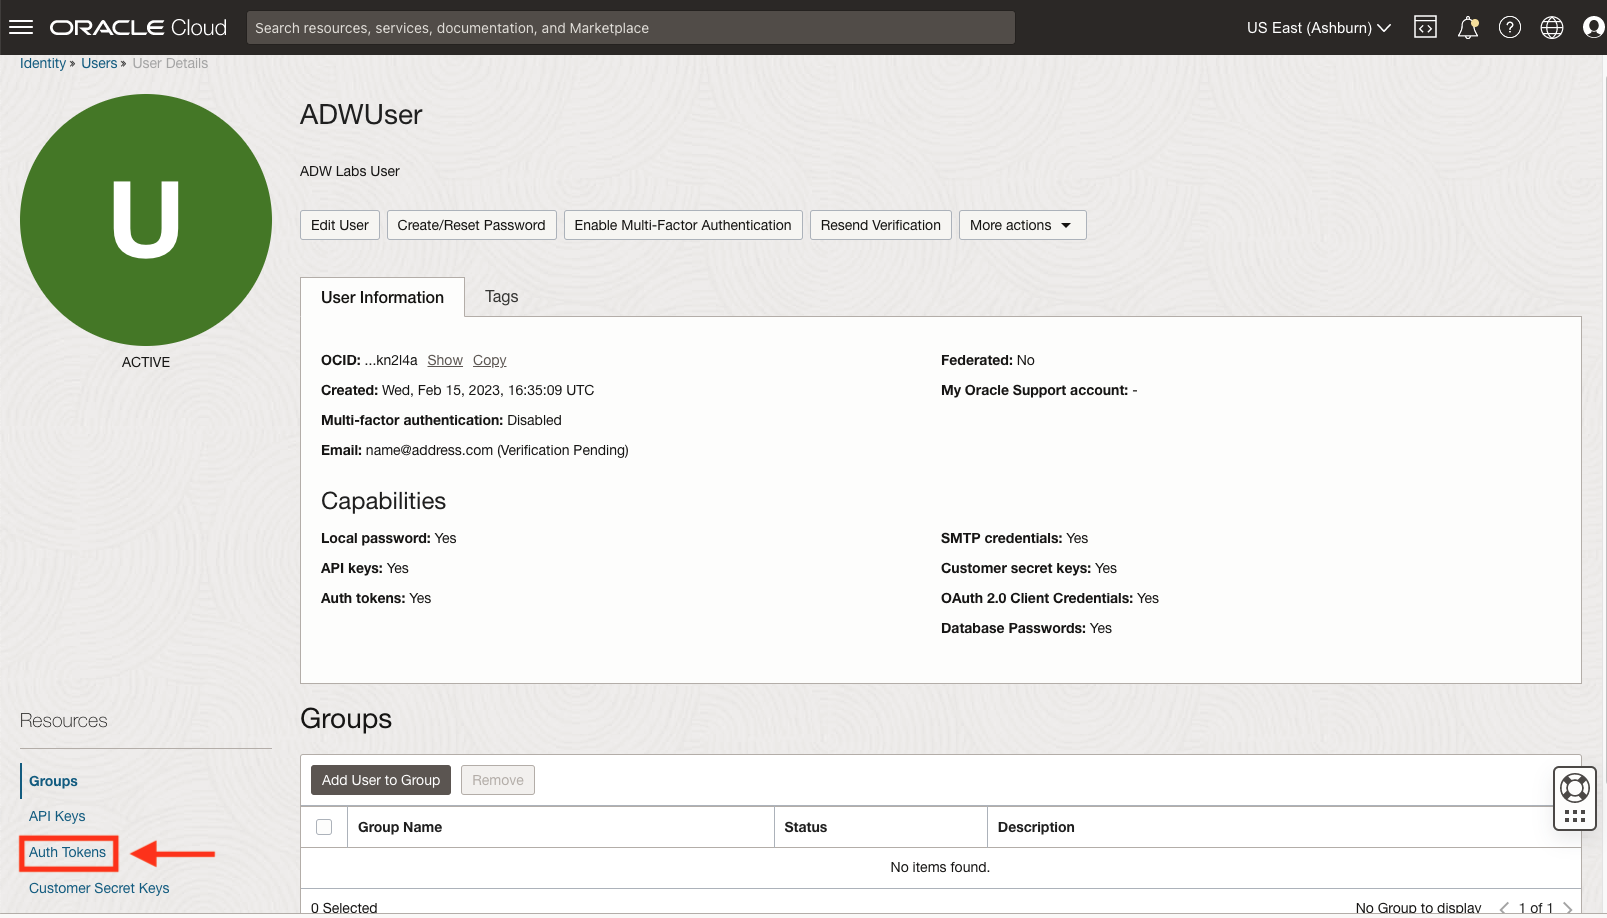 ORACLE Cloud
Search resources, services, documentation, and Marketplace
US East (Ashburn)
Identity » Users » User Details
U
ACTIVE
ADWUser
ADW Labs User
Edit User
Create/Reset Password
Enable Multi-Factor Authentication
Resend Verification
More actions
User Information
Tags
OCID: ...kn2l4a Show Copy
Created: Wed, Feb 15, 2023, 16:35:09 UTC
Multi-factor authentication: Disabled
Email: name@address.com (Verification Pending)
Federated: No
My Oracle Support account: -
Capabilities
Local password: Yes
API keys: Yes
Auth tokens: Yes
SMTP credentials: Yes
Customer secret keys: Yes
OAuth 2.0 Client Credentials: Yes
Database Passwords: Yes
Resources
Groups
API Keys
Auth Tokens
Customer Secret Keys
Groups
Add User to Group
Remove
Group Name
Status
Description
No items found.
0 Selected
No Group to display
1 of 1